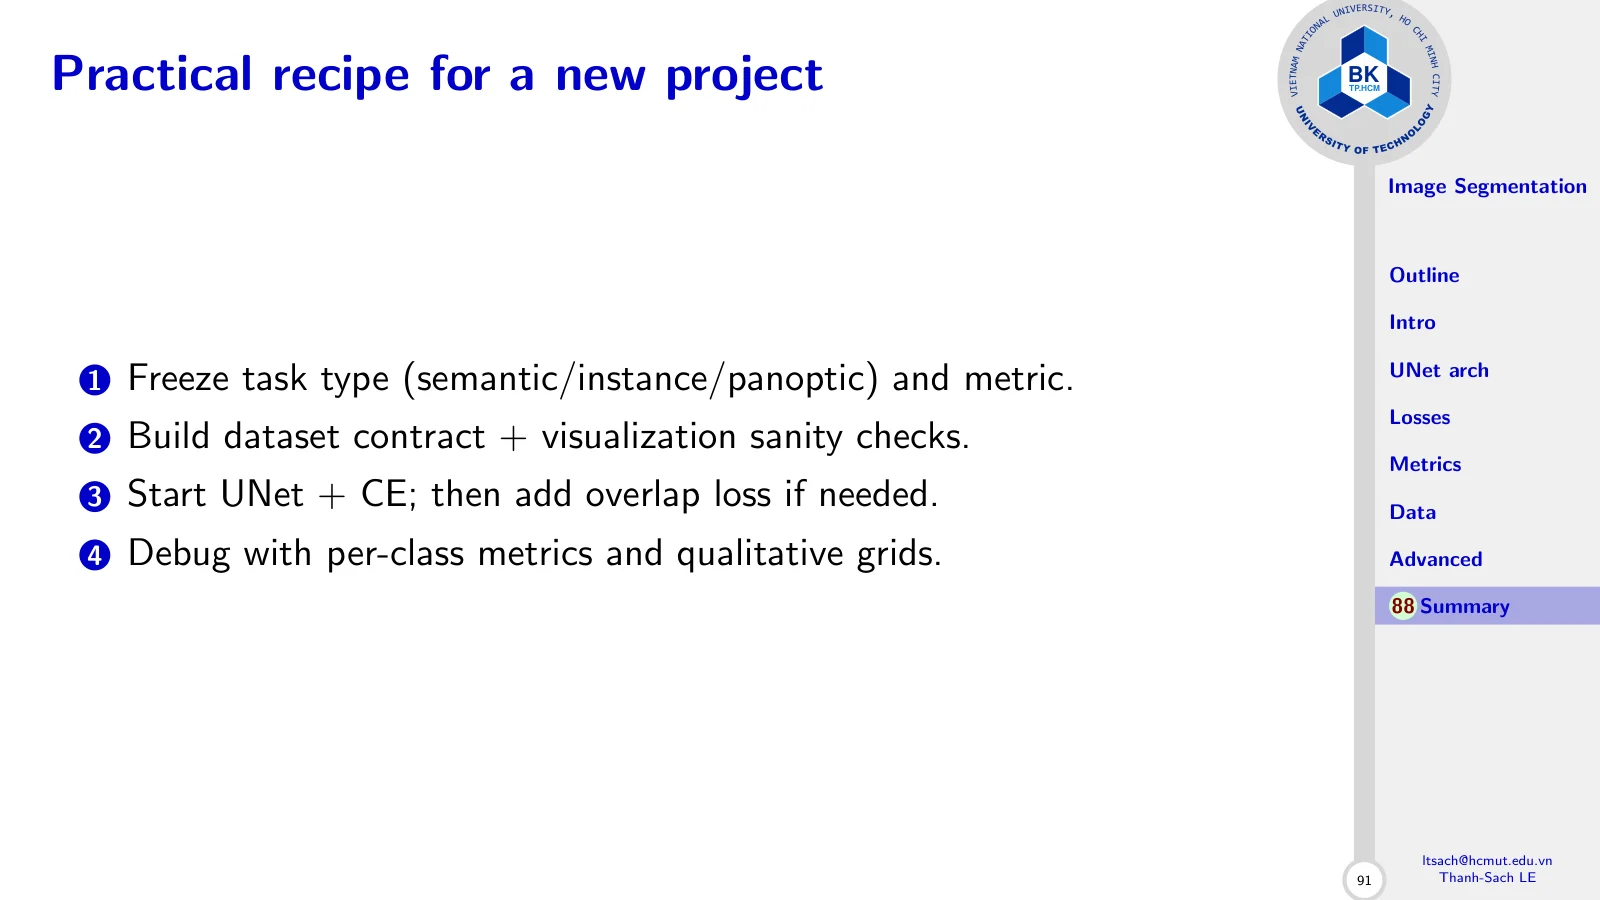 Practical recipe for a new project
1 Freeze task type (semantic/instance/panoptic) and metric.
2 Build dataset contract + visualization sanity checks.
3 Start UNet + CE; then add overlap loss if needed.
4 Debug with per-class metrics and qualitative grids.
VIETNAM NATIONAL UNIVERSITY, HO CHI MINH CITY
BK
TP.HCM
UNIVERSITY OF TECHNOLOGY
Image Segmentation
Outline
Intro
UNet arch
Losses
Metrics
Data
Advanced
88 Summary
ltsach@hcmut.edu.vn
Thanh-Sach LE
91